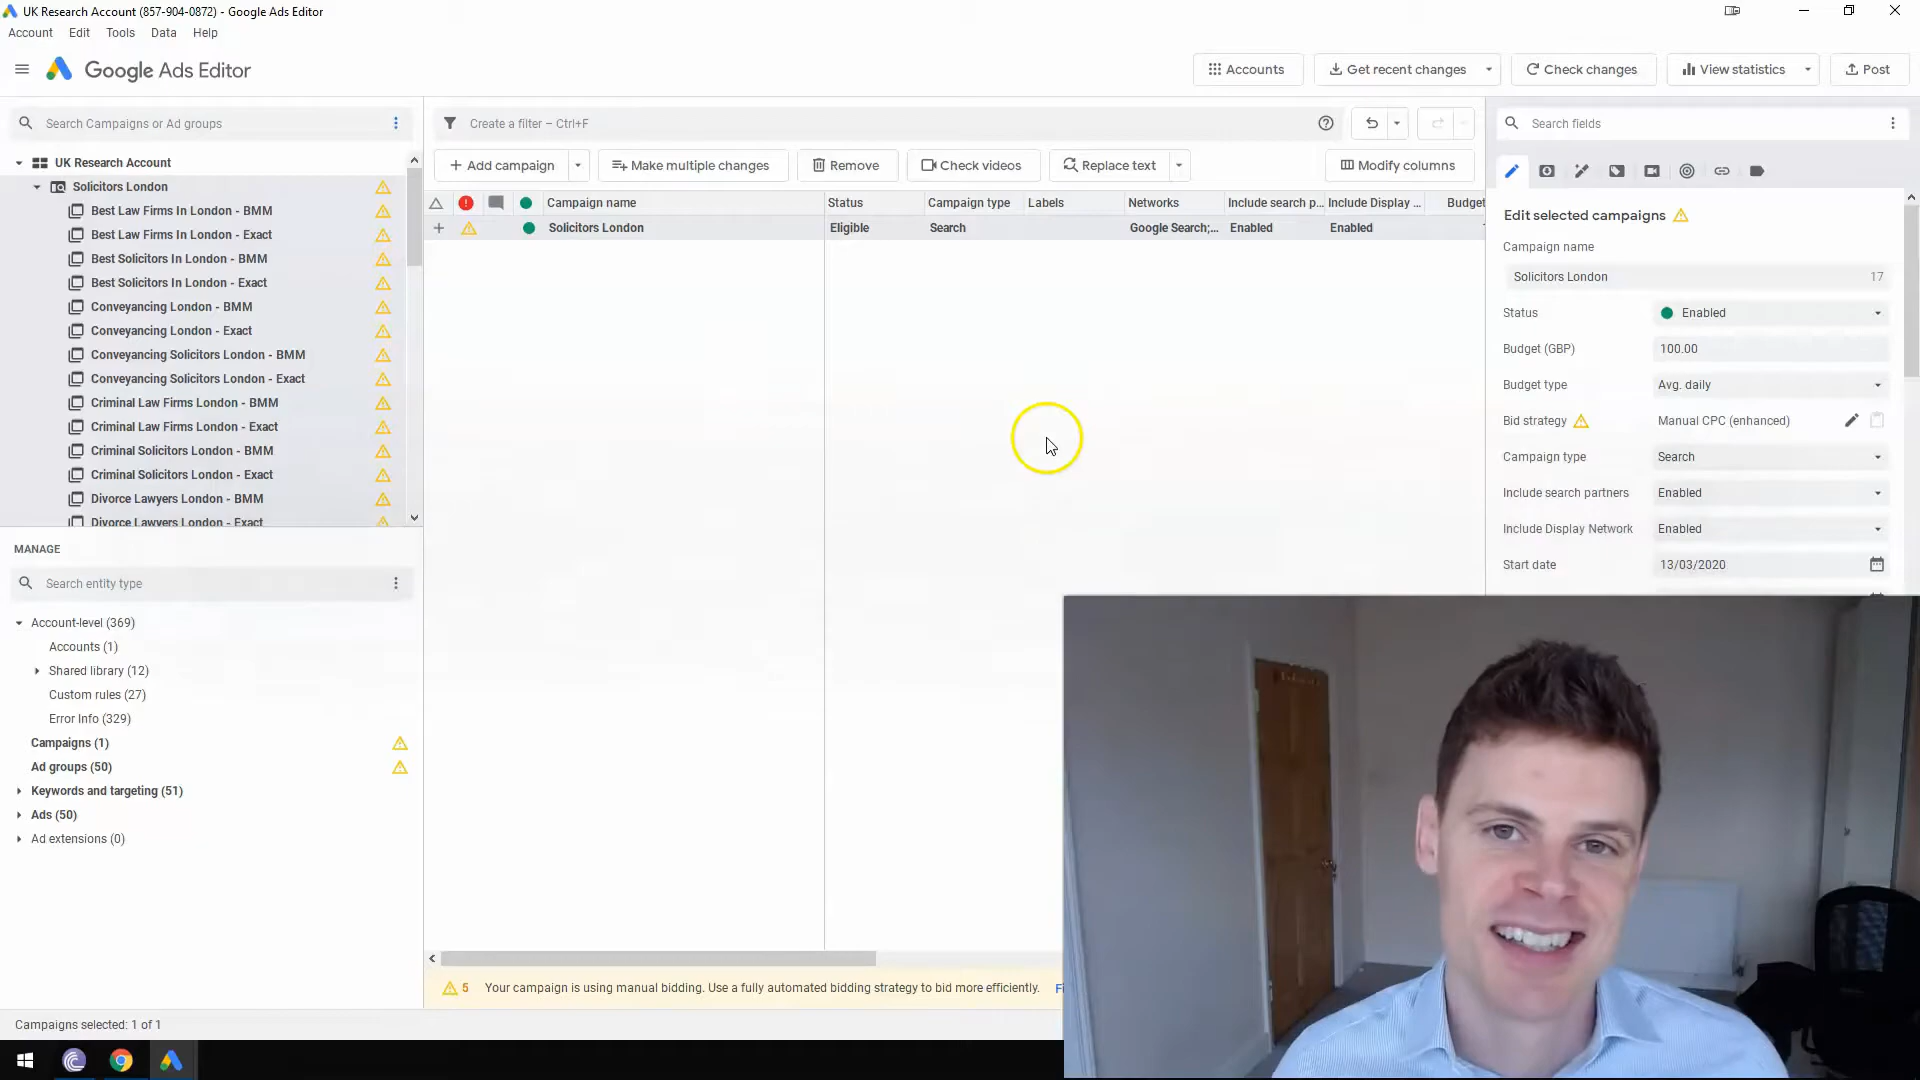 UK Research Account (857-904-0872) - Google Ads Editor
Account Edit Tools Data Help
Google Ads Editor
Accounts
Get recent changes
Check changes
View statistics
Post
Search Campaigns or Ad groups
Create a filter – Ctrl+F
Search fields
UK Research Account
Solicitors London
Best Law Firms In London - BMM
Best Law Firms In London - Exact
Best Solicitors In London - BMM
Best Solicitors In London - Exact
Conveyancing London - BMM
Conveyancing London - Exact
Conveyancing Solicitors London - BMM
Conveyancing Solicitors London - Exact
Criminal Law Firms London - BMM
Criminal Law Firms London - Exact
Criminal Solicitors London - BMM
Criminal Solicitors London - Exact
Divorce Lawyers London - BMM
Divorce Lawyers London - Exact
MANAGE
Search entity type
Account-level (369)
Accounts (1)
Shared library (12)
Custom rules (27)
Error Info (329)
Campaigns (1)
Ad groups (50)
Keywords and targeting (51)
Ads (50)
Ad extensions (0)
Campaigns selected: 1 of 1
Add campaign
Make multiple changes
Remove
Check videos
Replace text
Modify columns
Campaign name Status Campaign type Labels Networks Include search p... Include Display ... Budget
Solicitors London Eligible Search Google Search;... Enabled Enabled
5 Your campaign is using manual bidding. Use a fully automated bidding strategy to bid more efficiently.
Edit selected campaigns
Campaign name
Solicitors London 17
Status Enabled
Budget (GBP) 100.00
Budget type Avg. daily
Bid strategy Manual CPC (enhanced)
Campaign type Search
Include search partners Enabled
Include Display Network Enabled
Start date 13/03/2020